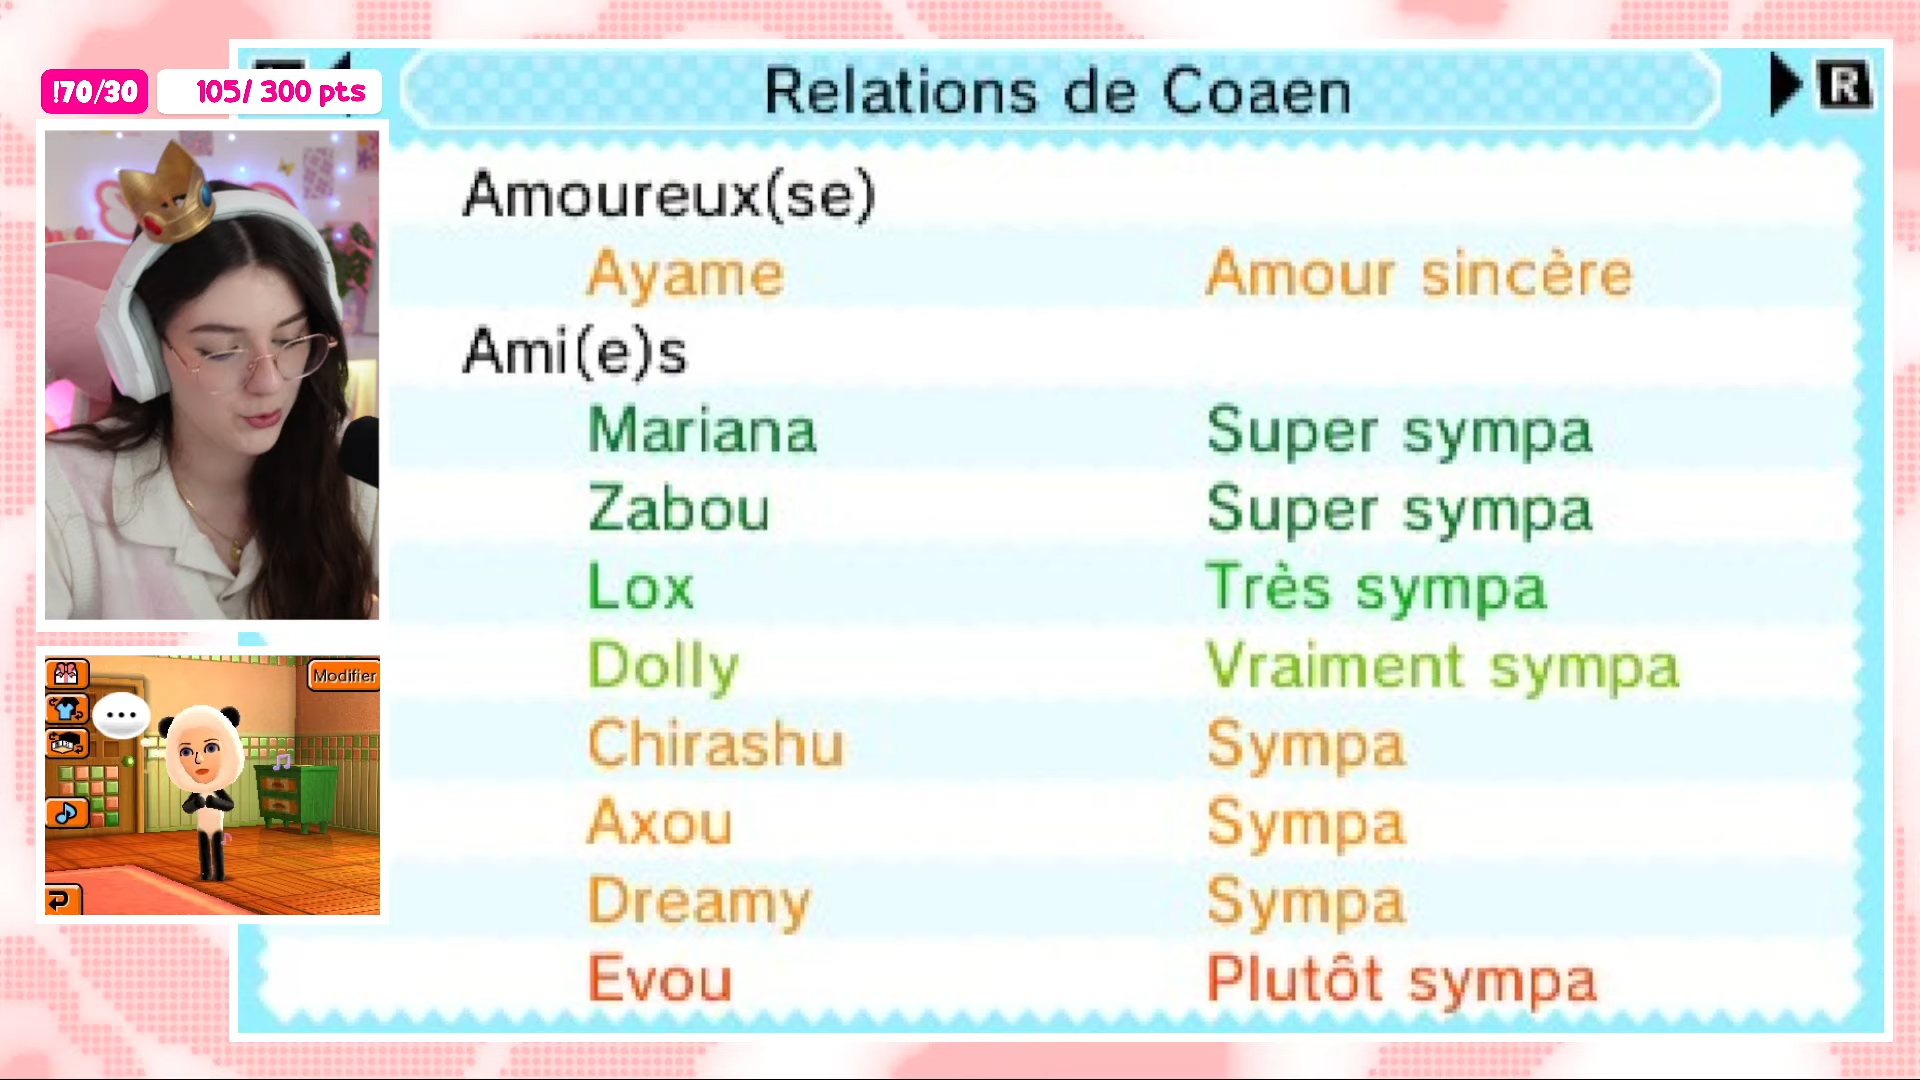 !70/30
105/ 300 pts
Relations de Coaen
R
Amoureux(se)
Ayame Amour sincère
Ami(e)s
Mariana Super sympa
Zabou Super sympa
Lox Très sympa
Dolly Vraiment sympa
Chirashu Sympa
Axou Sympa
Dreamy Sympa
Evou Plutôt sympa
Modifier
...